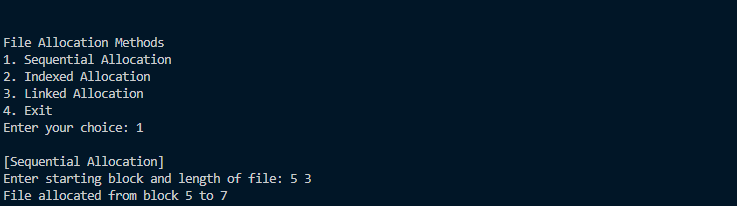 File Allocation Methods
1. Sequential Allocation
2. Indexed Allocation
3. Linked Allocation
4. Exit
Enter your choice: 1
[Sequential Allocation]
Enter starting block and length of file: 5 3
File allocated from block 5 to 7